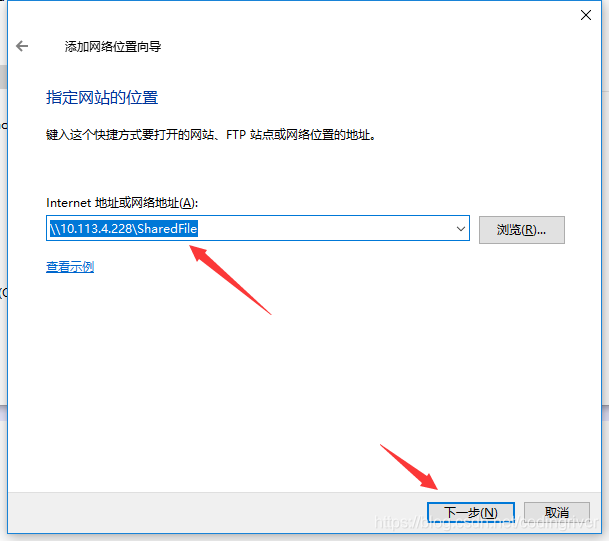 添加网络位置向导
指定网站的位置
键入这个快捷方式要打开的网站、FTP 站点或网络位置的地址。
Internet 地址或网络地址(A):
\\10.113.4.228\SharedFile
浏览(R)...
查看示例
下一步(N)
取消
https://blog.csdn.net/codingriver